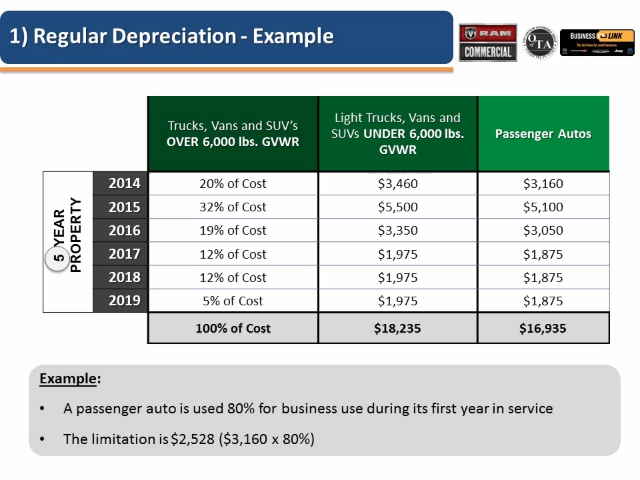 1) Regular Depreciation - Example
RAM
COMMERCIAL
OTA
BUSINESS LINK
Trucks, Vans and SUV's
OVER 6,000 lbs. GVWR
Light Trucks, Vans and
SUVs UNDER 6,000 lbs.
GVWR
Passenger Autos
5 YEAR
PROPERTY
2014 20% of Cost $3,460 $3,160
2015 32% of Cost $5,500 $5,100
2016 19% of Cost $3,350 $3,050
2017 12% of Cost $1,975 $1,875
2018 12% of Cost $1,975 $1,875
2019 5% of Cost $1,975 $1,875
100% of Cost $18,235 $16,935
Example:
• A passenger auto is used 80% for business use during its first year in service
• The limitation is $2,528 ($3,160 x 80%)